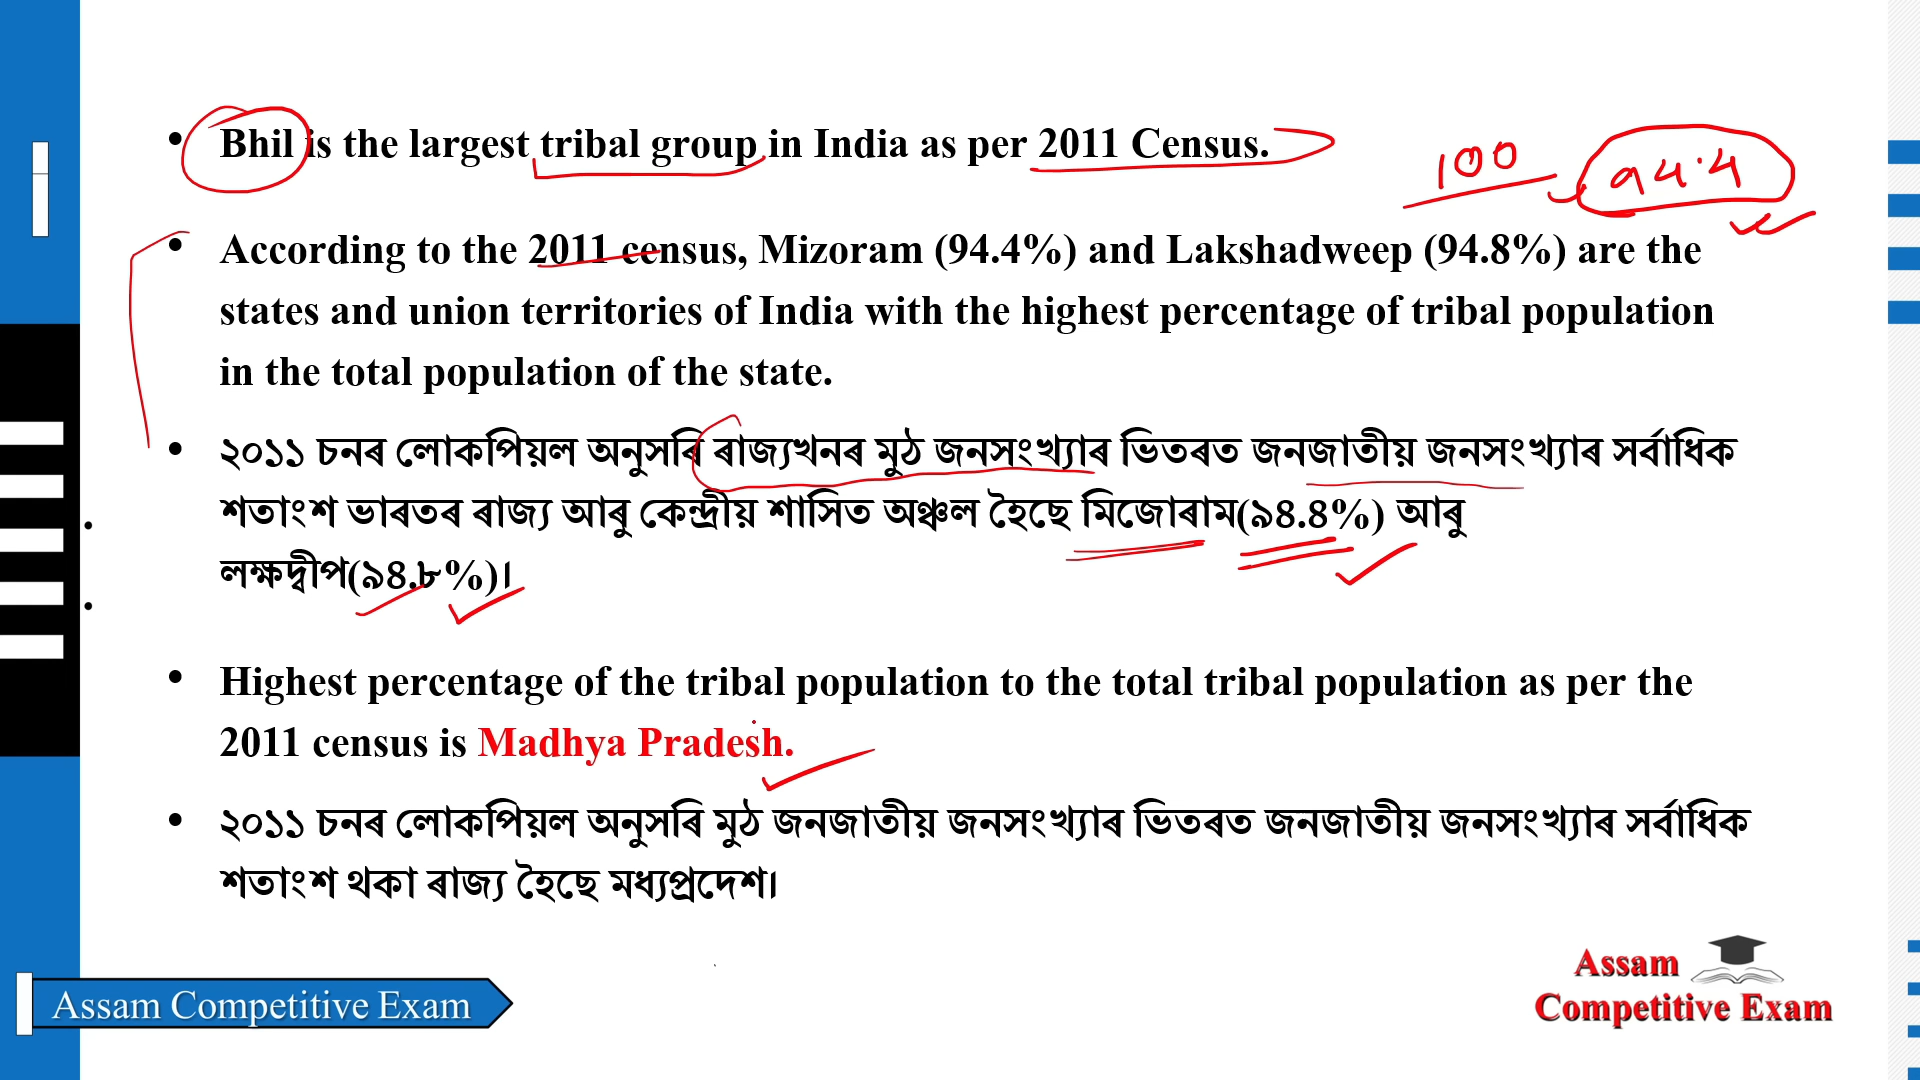 • Bhil is the largest tribal group in India as per 2011 Census.
100 94.4
• According to the 2011 census, Mizoram (94.4%) and Lakshadweep (94.8%) are the
states and union territories of India with the highest percentage of tribal population
in the total population of the state.
• ২০১১ চনৰ লোকপিয়ল অনুসৰি ৰাজ্যখনৰ মুঠ জনসংখ্যাৰ ভিতৰত জনজাতীয় জনসংখ্যাৰ সৰ্বাধিক
শতাংশ ভাৰতৰ ৰাজ্য আৰু কেন্দ্ৰীয় শাসিত অঞ্চল হৈছে মিজোৰাম(৯৪.৪%) আৰু
লক্ষদ্বীপ(৯৪.৮%)।
• Highest percentage of the tribal population to the total tribal population as per the
2011 census is Madhya Pradesh.
• ২০১১ চনৰ লোকপিয়ল অনুসৰি মুঠ জনজাতীয় জনসংখ্যাৰ ভিতৰত জনজাতীয় জনসংখ্যাৰ সৰ্বাধিক
শতাংশ থকা ৰাজ্য হৈছে মধ্যপ্ৰদেশ।
Assam Competitive Exam
Assam
Competitive Exam